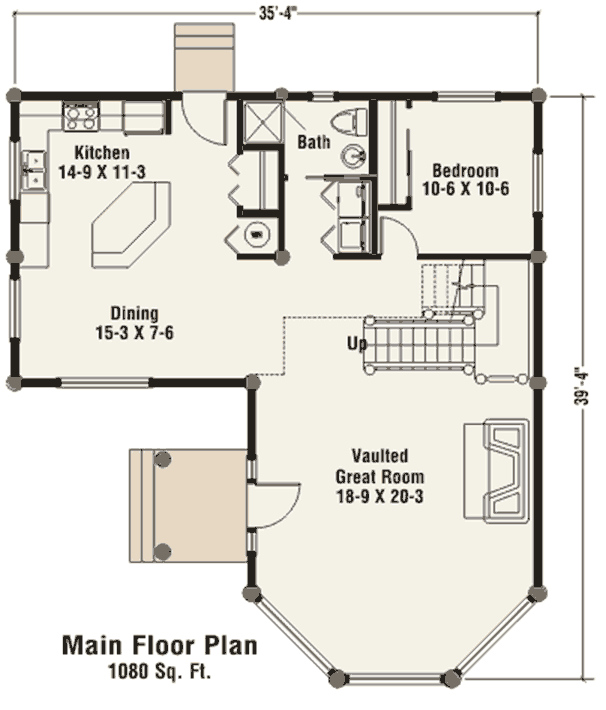 35'-4"
Kitchen
14-9 X 11-3
Bath
Bedroom
10-6 X 10-6
WH
Dining
15-3 X 7-6
Up
39'-4"
Vaulted
Great Room
18-9 X 20-3
Main Floor Plan
1080 Sq. Ft.